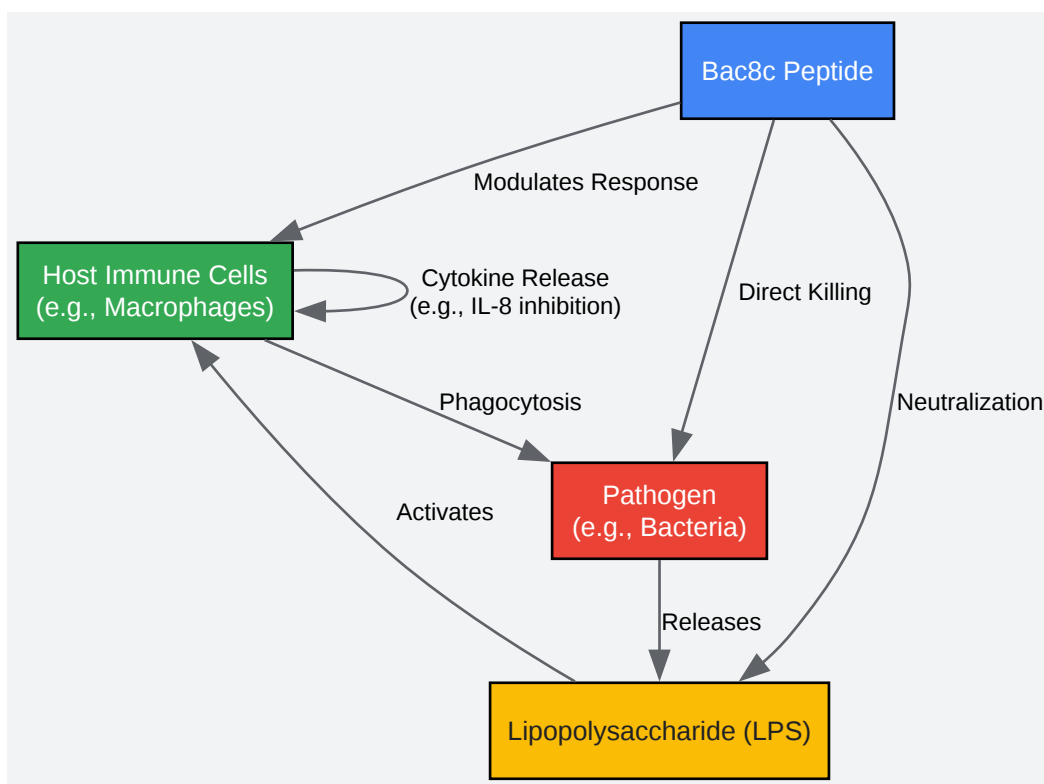 Bac8c Peptide
Modulates Response
Host Immune Cells
(e.g., Macrophages)
Cytokine Release
(e.g., IL-8 inhibition)
Direct Killing
Phagocytosis
Neutralization
Pathogen
(e.g., Bacteria)
Activates
Releases
Lipopolysaccharide (LPS)